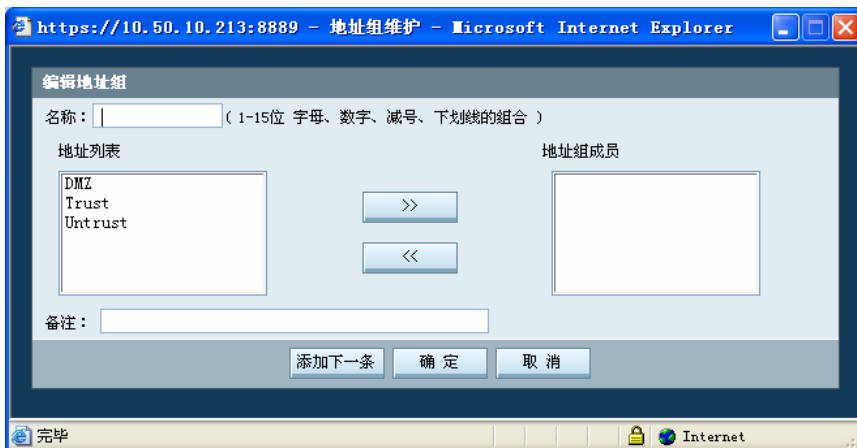 https://10.50.10.213:8889 - 地址组维护 - Microsoft Internet Explorer
编辑地址组
名称： ( 1-15位 字母、数字、减号、下划线的组合 )
地址列表 地址组成员
DMZ
Trust
Untrust
>>
<<
备注：
添加下一条 确 定 取 消
完毕 Internet